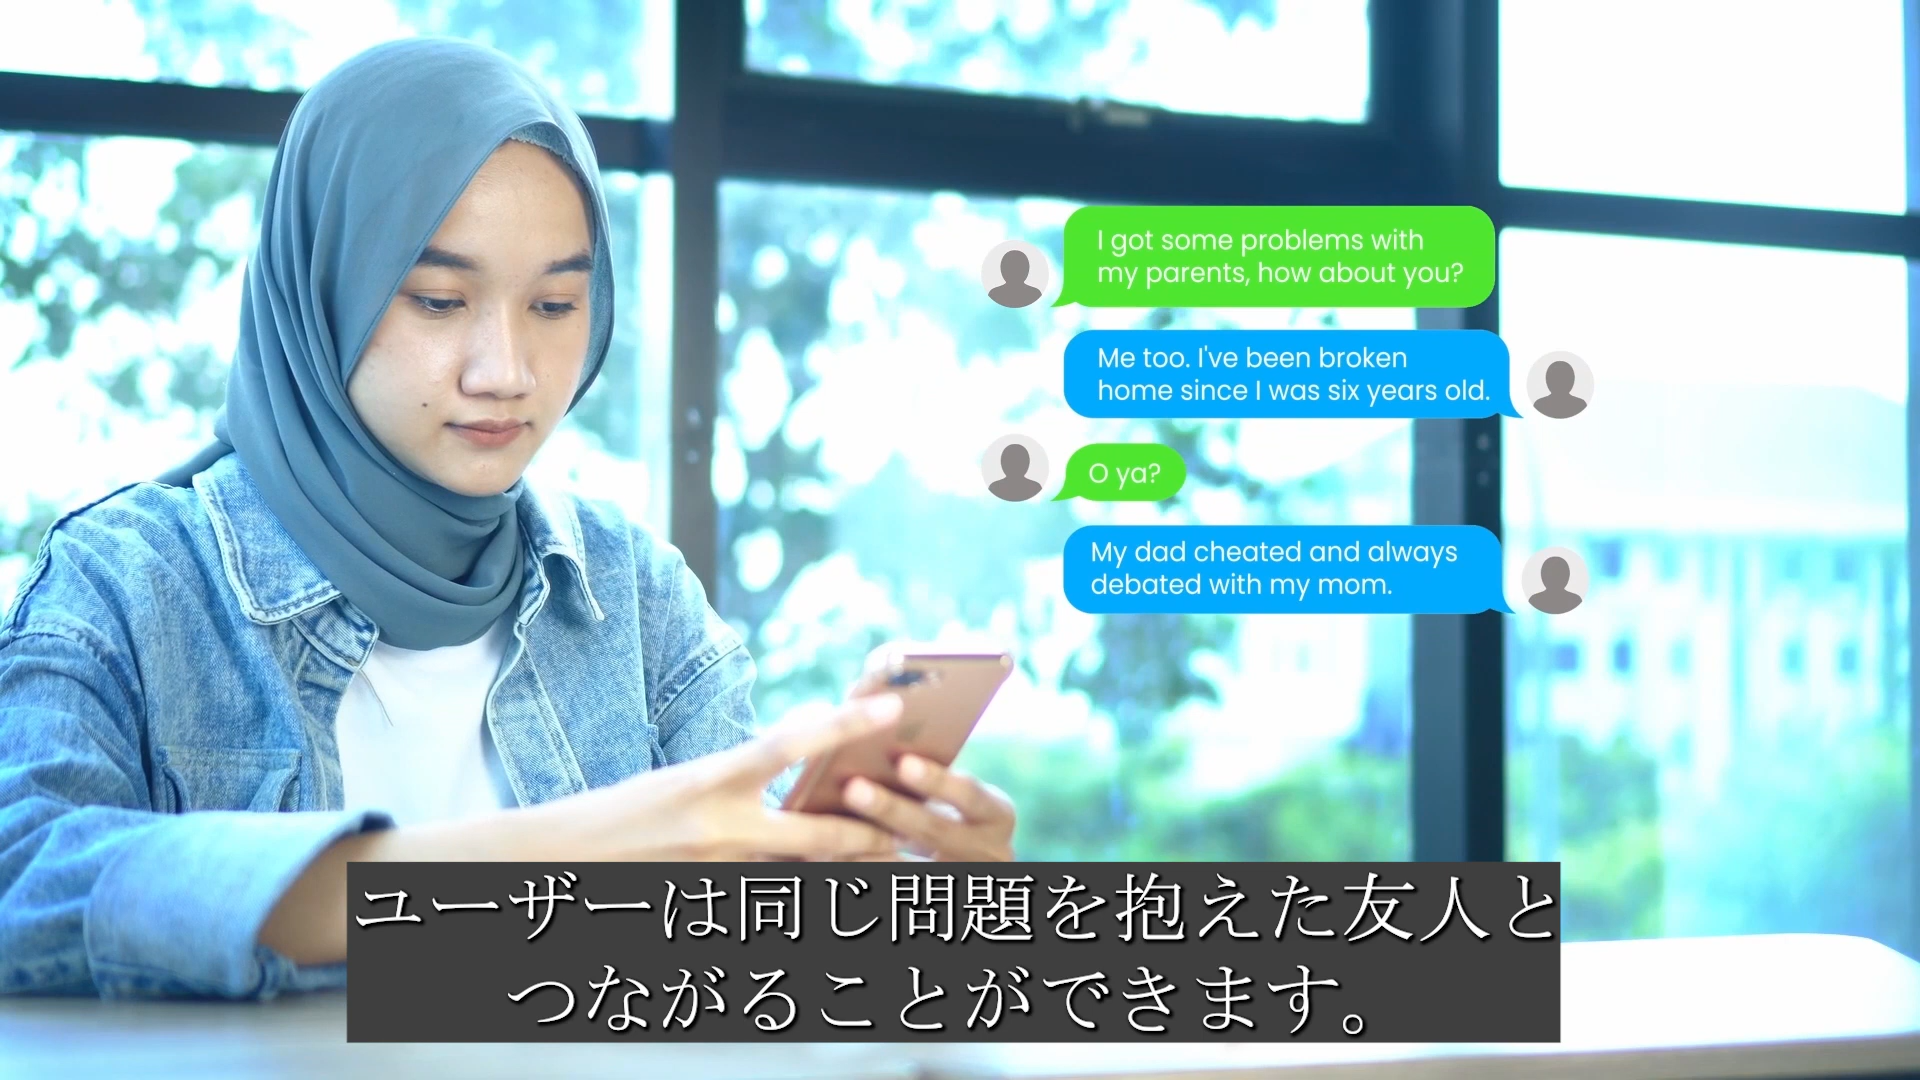 I got some problems with
my parents, how about you?
Me too. I've been broken
home since I was six years old.
O ya?
My dad cheated and always
debated with my mom.
ユーザーは同じ問題を抱えた友人と
つながることができます。